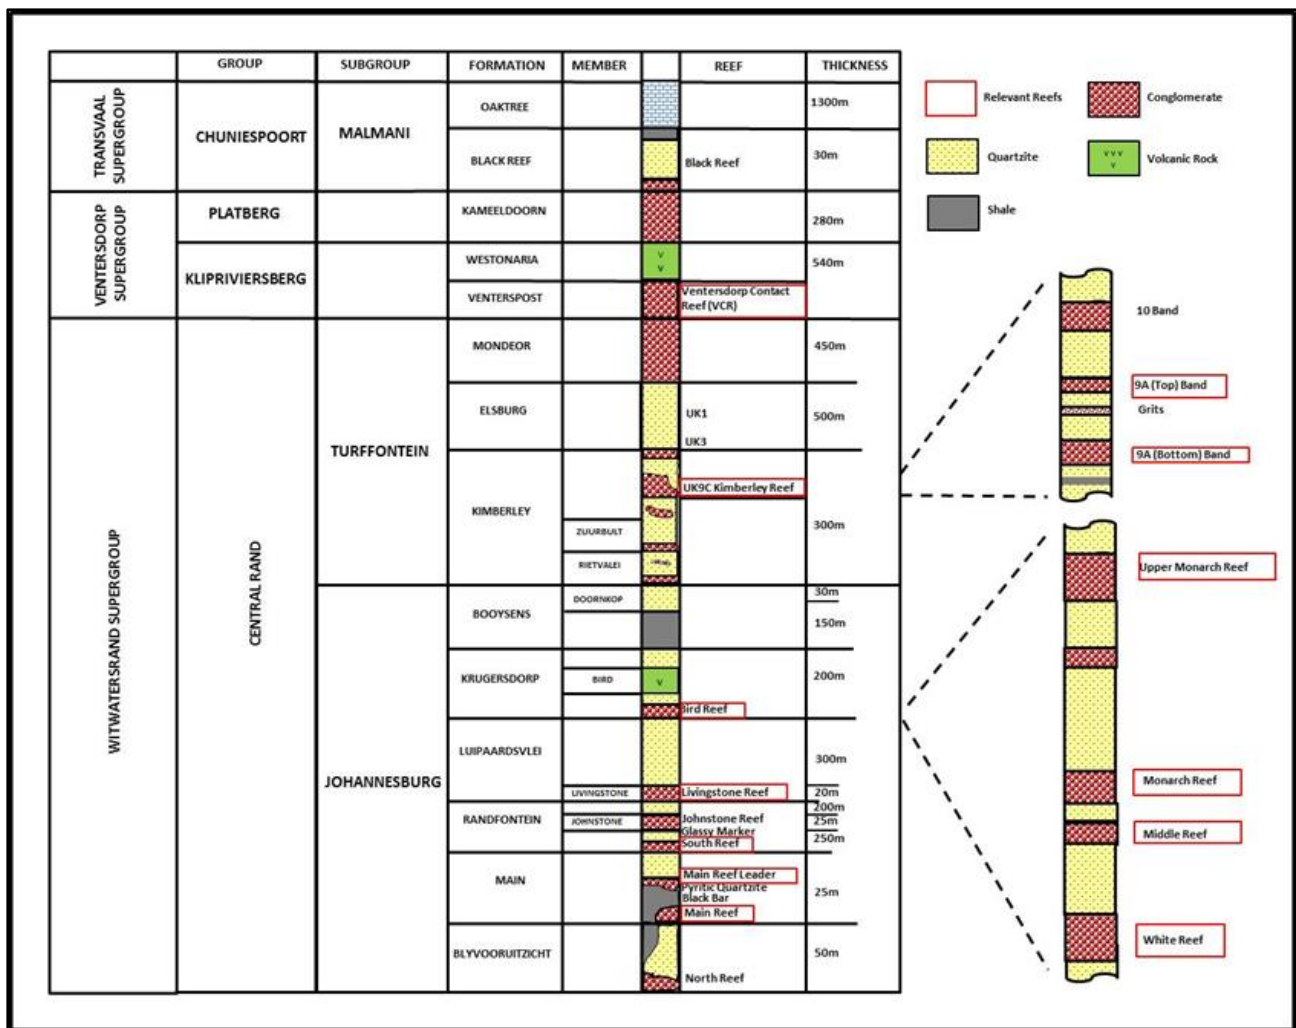 GROUP
SUBGROUP
FORMATION
MEMBER
REEF
THICKNESS
TRANSVAAL
SUPERGROUP
CHUNIESPOORT
MALMANI
OAKTREE
1300m
BLACK REEF
Black Reef
30m
VENTERSDORP
SUPERGROUP
PLATBERG
KAMEELDOORN
280m
KLIPRIVIERSBERG
WESTONARIA
V
V
540m
VENTERSPOST
Ventersdorp Contact
Reef (VCR)
WITWATERSRAND SUPERGROUP
CENTRAL RAND
TURFFONTEIN
MONDEOR
450m
ELSBURG
UK1
UK3
500m
KIMBERLEY
UK9C Kimberley Reef
300m
ZUURBULT
RIETVALEI
JOHANNESBURG
BOOYSENS
DOORNKOP
30m
150m
KRUGERSDORP
BIRD
V
200m
Bird Reef
LUIPAARDSVLEI
300m
LIVINGSTONE
Livingstone Reef
20m
RANDFONTEIN
200m
JOHNSTONE
Johnstone Reef
25m
Glassy Marker
250m
South Reef
MAIN
Main Reef Leader
Pyritic Quartzite
Black Bar
Main Reef
25m
BLYVOORUITZICHT
50m
North Reef
Relevant Reefs
Conglomerate
Quartzite
V V V
V
Volcanic Rock
Shale
10 Band
9A (Top) Band
Grits
9A (Bottom) Band
Upper Monarch Reef
Monarch Reef
Middle Reef
White Reef